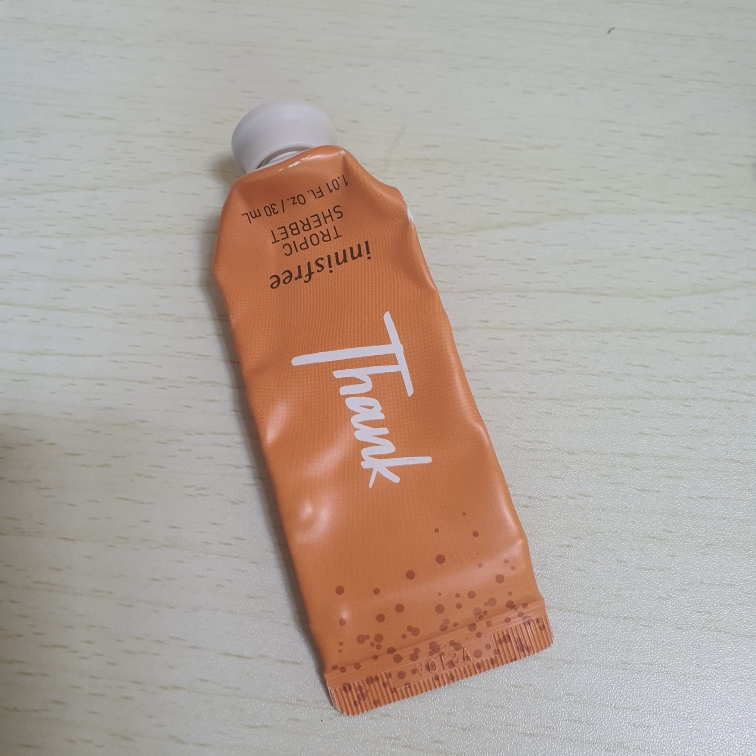 innisfree
TROPIC
SHERBET
1.01 FL. Oz. / 30 mL
Thank